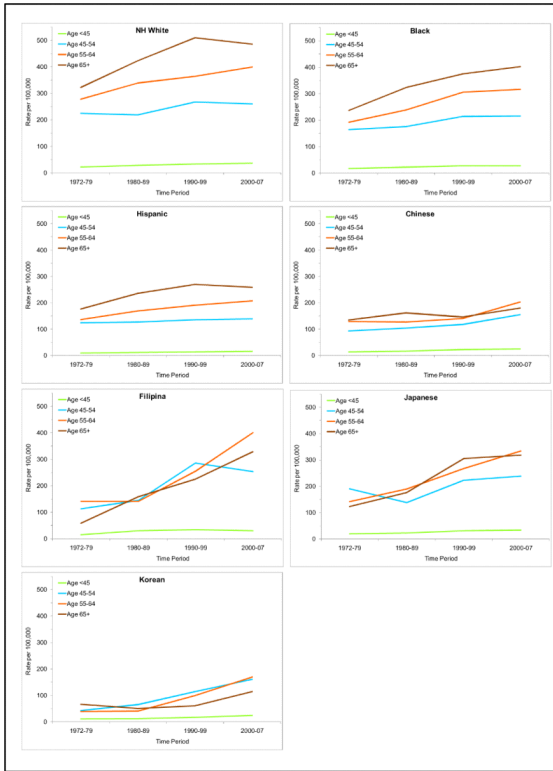 NH White
Age <45
Age 45-54
Age 55-64
Age 65+
Rate per 100,000
500
400
300
200
100
0
1972-79 1980-89 1990-99 2000-07
Time Period
Black
Age <45
Age 45-54
Age 55-64
Age 65+
Rate per 100,000
500
400
300
200
100
0
1972-79 1980-89 1990-99 2000-07
Time Period
Hispanic
Age <45
Age 45-54
Age 55-64
Age 65+
Rate per 100,000
500
400
300
200
100
0
1972-79 1980-89 1990-99 2000-07
Time Period
Chinese
Age <45
Age 45-54
Age 55-64
Age 65+
Rate per 100,000
500
400
300
200
100
0
1972-79 1980-89 1990-99 2000-07
Time Period
Filipina
Age <45
Age 45-54
Age 55-64
Age 65+
Rate per 100,000
500
400
300
200
100
0
1972-79 1980-89 1990-99 2000-07
Time Period
Japanese
Age <45
Age 45-54
Age 55-64
Age 65+
Rate per 100,000
500
400
300
200
100
0
1972-79 1980-89 1990-99 2000-07
Time Period
Korean
Age <45
Age 45-54
Age 55-64
Age 65+
Rate per 100,000
500
400
300
200
100
0
1972-79 1980-89 1990-99 2000-07
Time Period